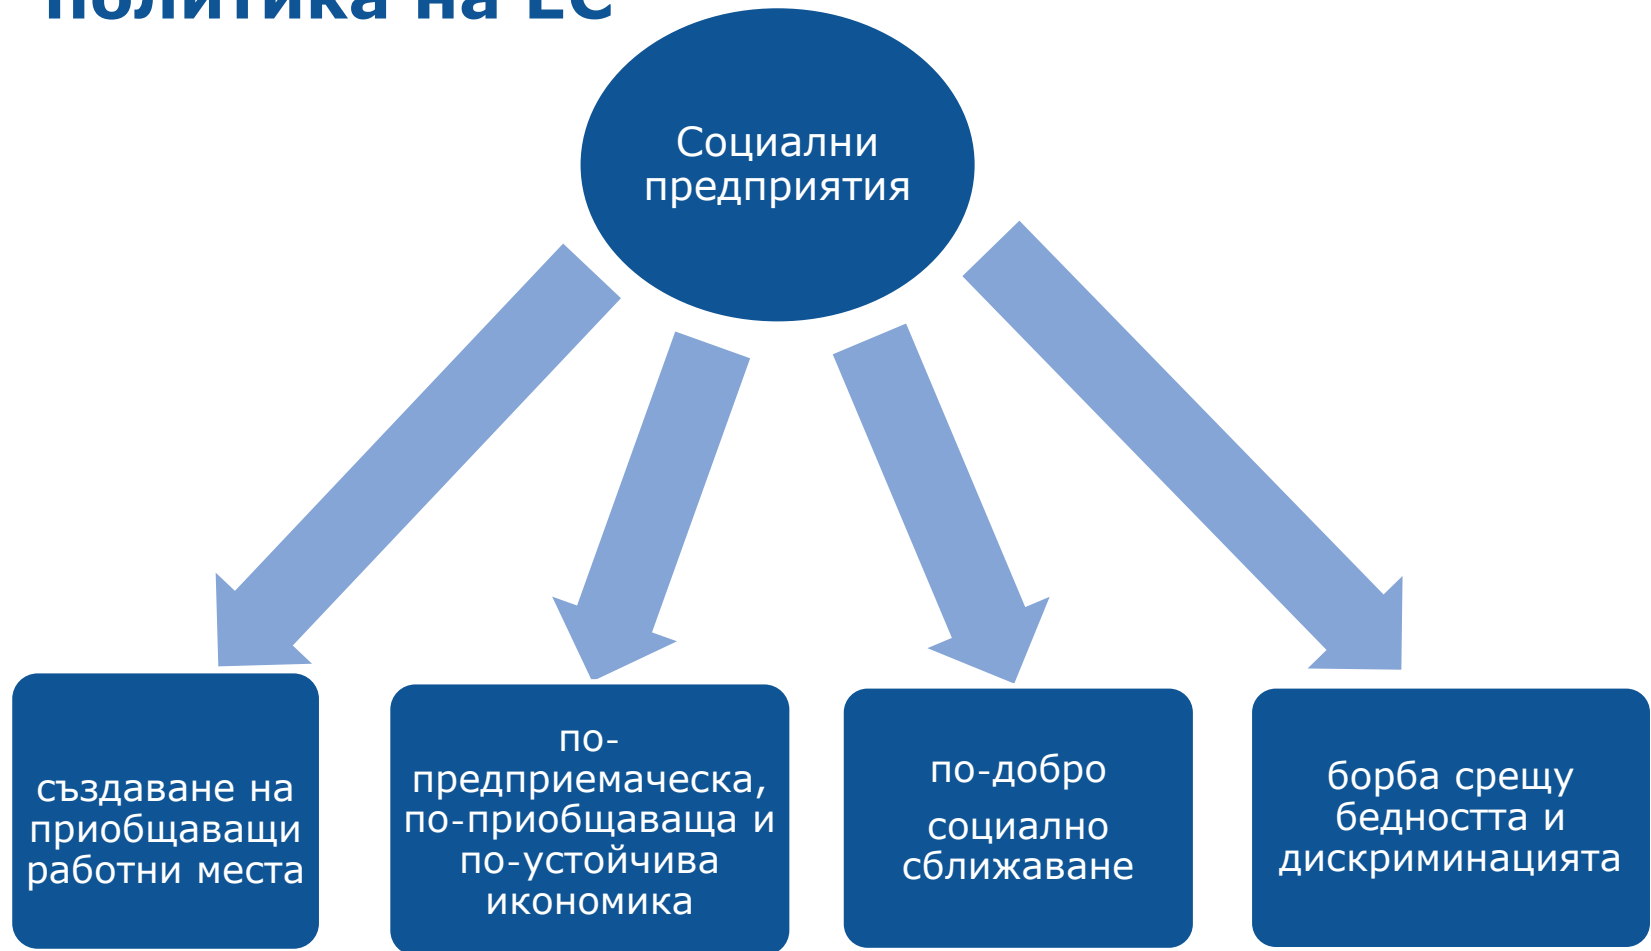 политика на ЕС
Социални
предприятия
създаване на
приобщаващи
работни места
по-
предприемаческа,
по-приобщаваща и
по-устойчива
икономика
по-добро
социално
сближаване
борба срещу
бедността и
дискриминацията